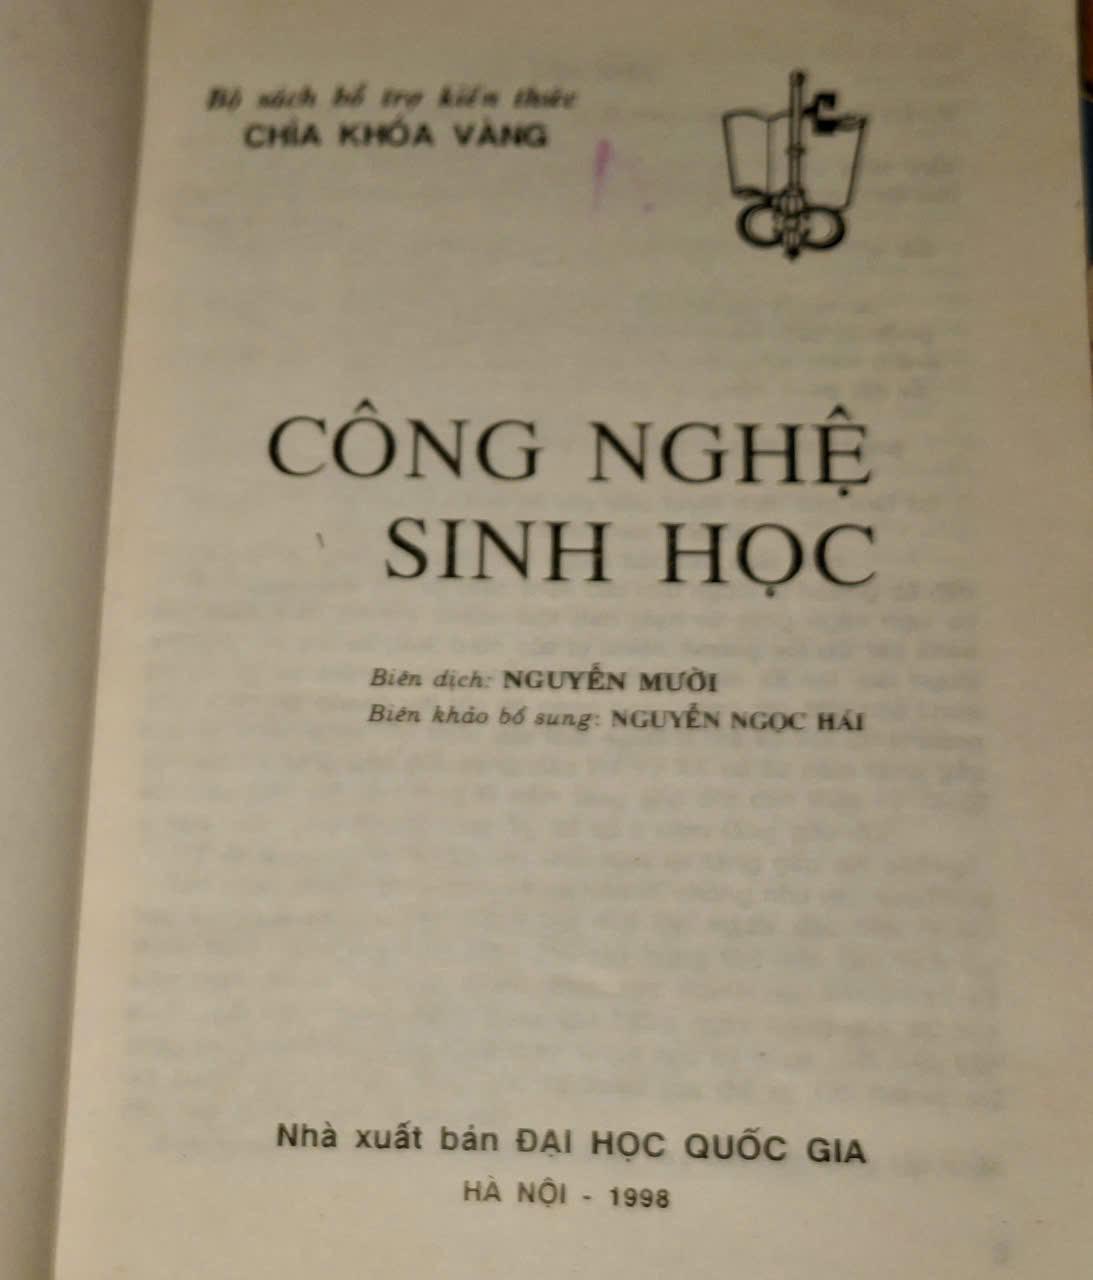 Bộ sách bổ trợ kiến thức
CHÌA KHÓA VÀNG
CÔNG NGHỆ
SINH HỌC
Biên dịch: NGUYỄN MƯỜI
Biên khảo bổ sung: NGUYỄN NGỌC HẢI
Nhà xuất bản ĐẠI HỌC QUỐC GIA
HÀ NỘI - 1998